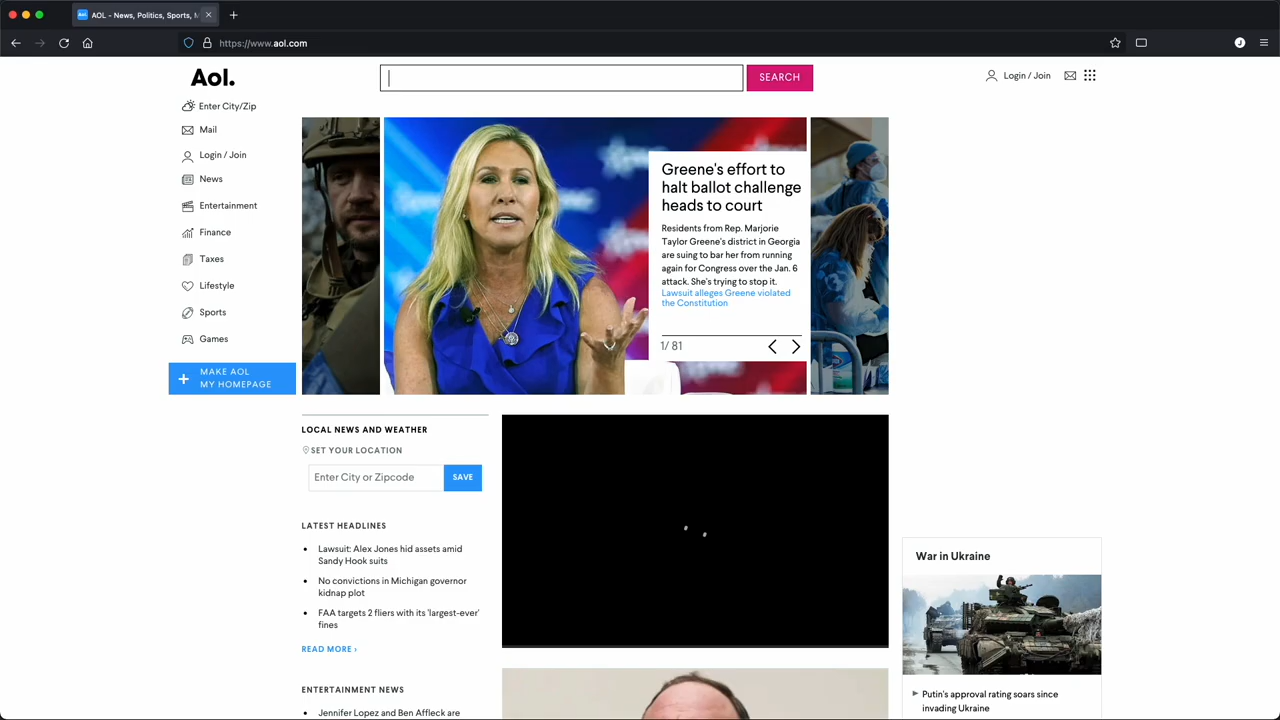 AOL - News, Politics, Sports, M
https://www.aol.com
Aol.
SEARCH
Login / Join
Enter City/Zip
Mail
Login / Join
News
Entertainment
Finance
Taxes
Lifestyle
Sports
Games
MAKE AOL
MY HOMEPAGE
Greene's effort to
halt ballot challenge
heads to court
Residents from Rep. Marjorie
Taylor Greene's district in Georgia
are suing to bar her from running
again for Congress over the Jan. 6
attack. She's trying to stop it.
Lawsuit alleges Greene violated
the Constitution
1/ 81
LOCAL NEWS AND WEATHER
SET YOUR LOCATION
Enter City or Zipcode
SAVE
LATEST HEADLINES
Lawsuit: Alex Jones hid assets amid
Sandy Hook suits
No convictions in Michigan governor
kidnap plot
FAA targets 2 fliers with its 'largest-ever'
fines
READ MORE ›
ENTERTAINMENT NEWS
Jennifer Lopez and Ben Affleck are
War in Ukraine
Putin's approval rating soars since
invading Ukraine